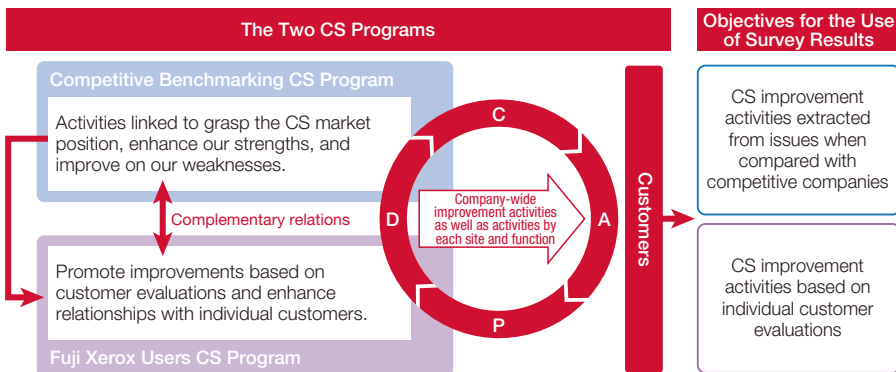 The Two CS Programs
Objectives for the Use
of Survey Results
Competitive Benchmarking CS Program
Activities linked to grasp the CS market
position, enhance our strengths, and
improve on our weaknesses.
Complementary relations
Promote improvements based on
customer evaluations and enhance
relationships with individual customers.
Fuji Xerox Users CS Program
C
D
A
P
Company-wide
improvement activities
as well as activities by
each site and function
Customers
CS improvement
activities extracted
from issues when
compared with
competitive companies
CS improvement
activities based on
individual customer
evaluations